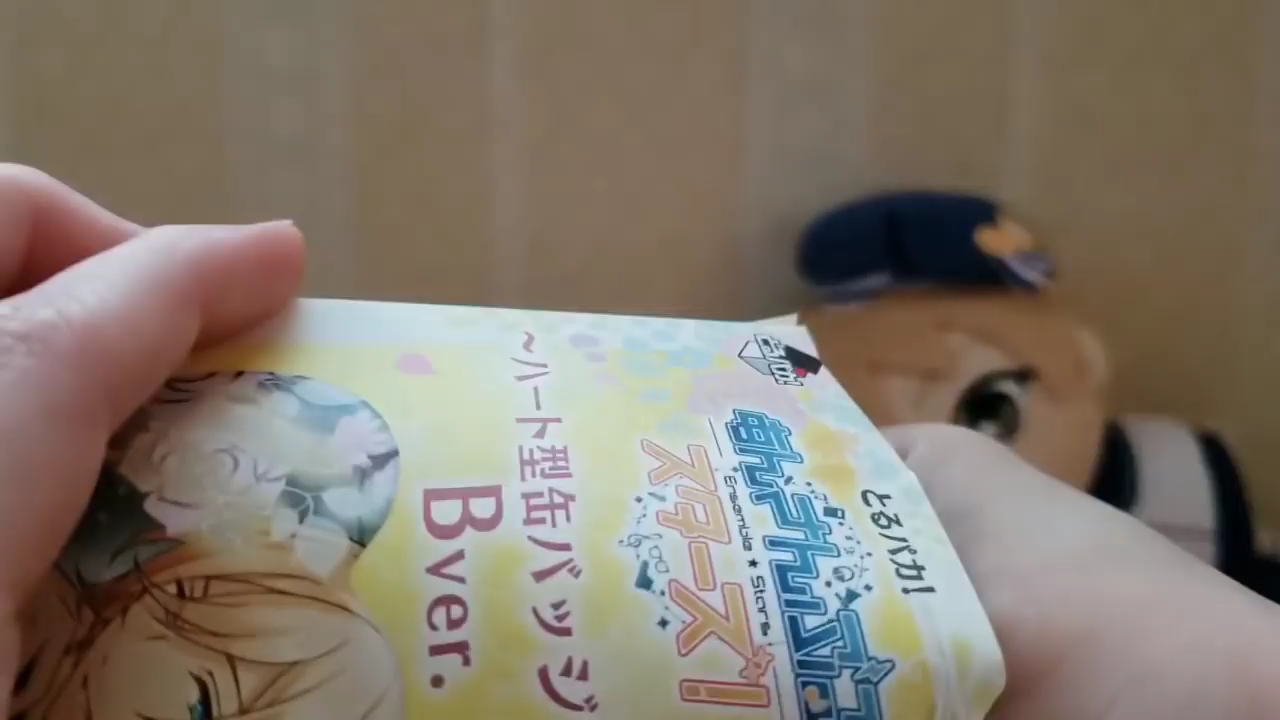 とるパカ!
あんさんぶる
Ensemble ★ Stars
スターズ!
~ハート型缶バッジ
Bver.